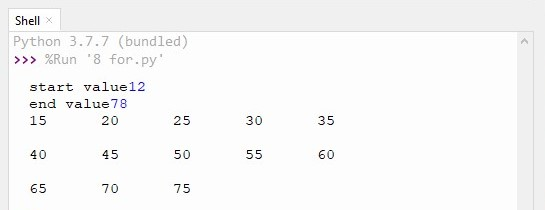 Shell ×
Python 3.7.7 (bundled)
>>> %Run '8 for.py'
start value12
end value78
15 20 25 30 35
40 45 50 55 60
65 70 75